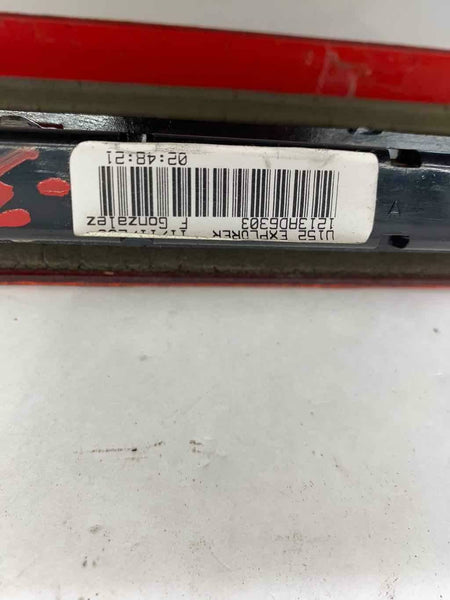 U152 EXPLORER
1213AD6303 F Gonzalez
02:48:21
A